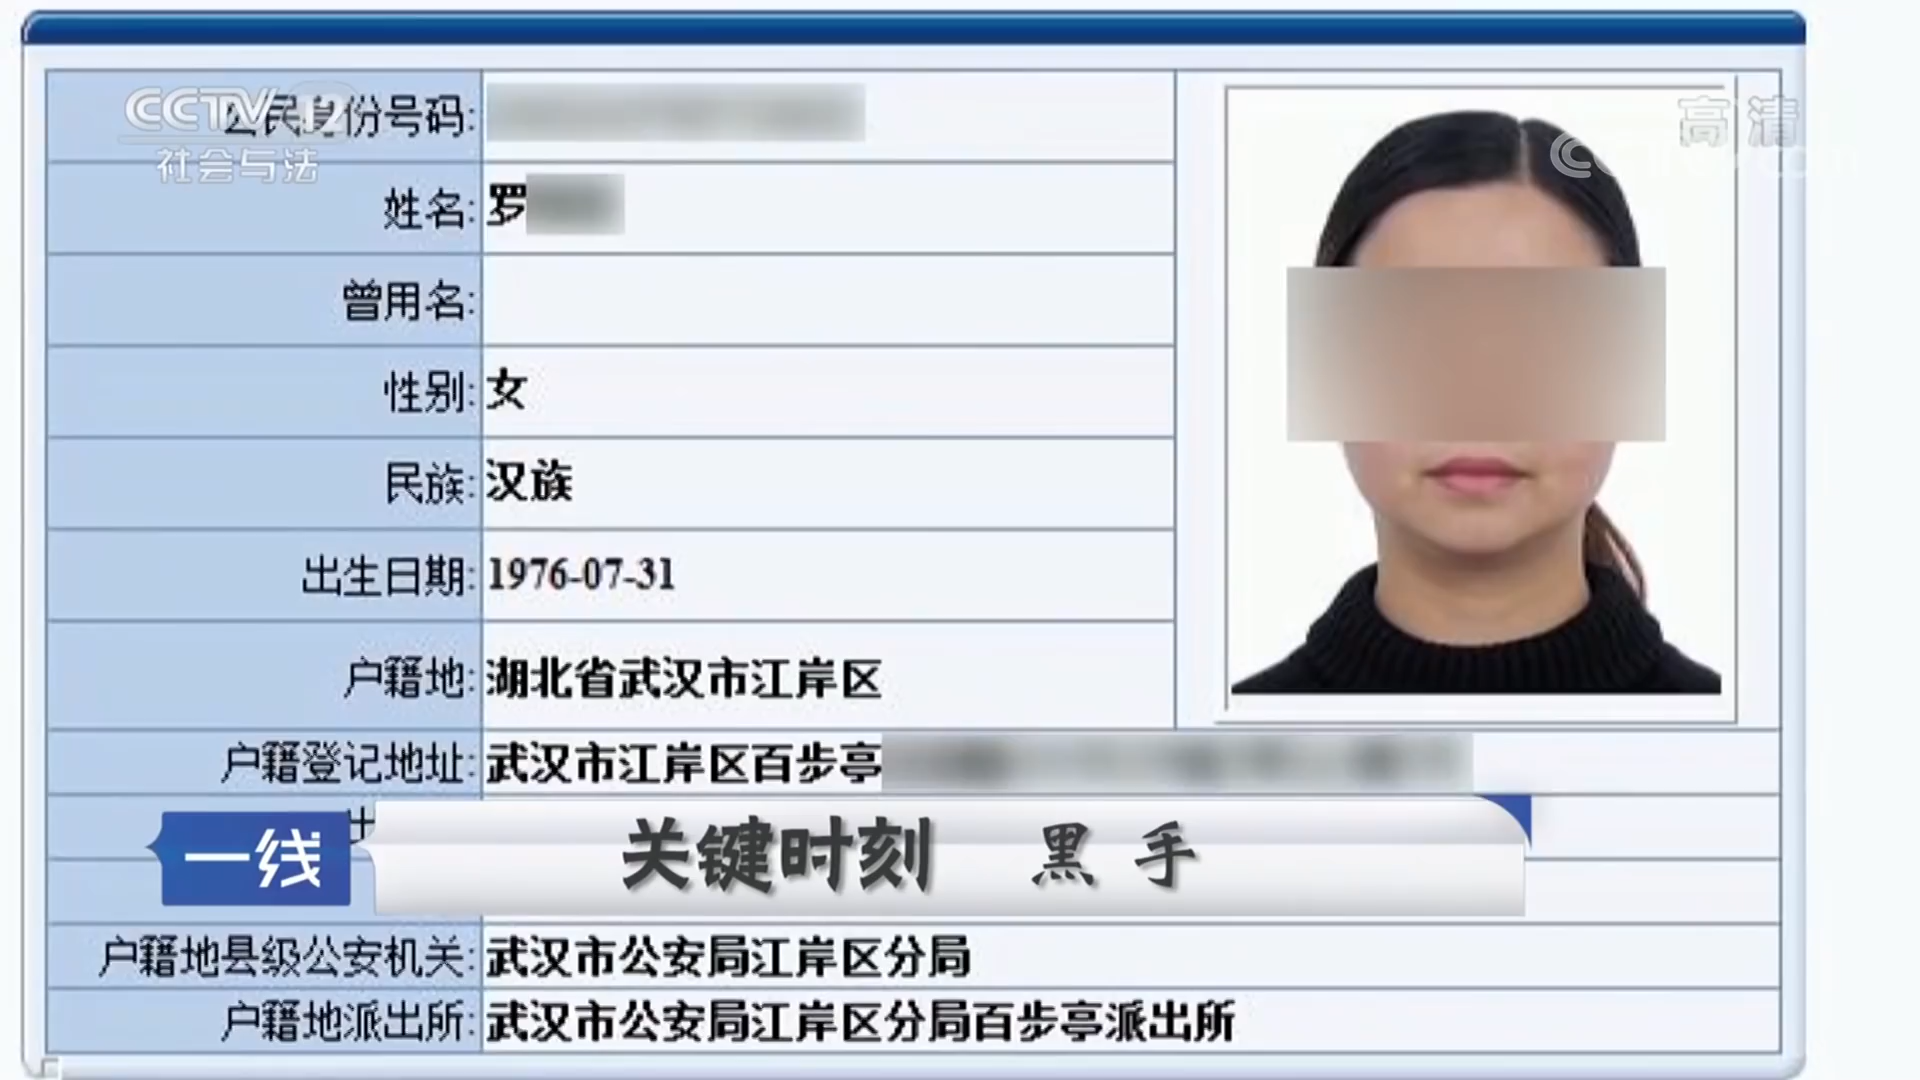 CCTV 12
社会与法
高清
CCTV.com
公民身份号码:
姓名: 罗
曾用名:
性别: 女
民族: 汉族
出生日期: 1976-07-31
户籍地: 湖北省武汉市江岸区
户籍登记地址: 武汉市江岸区百步亭
一线 关键时刻 黑手
户籍地县级公安机关: 武汉市公安局江岸区分局
户籍地派出所: 武汉市公安局江岸区分局百步亭派出所